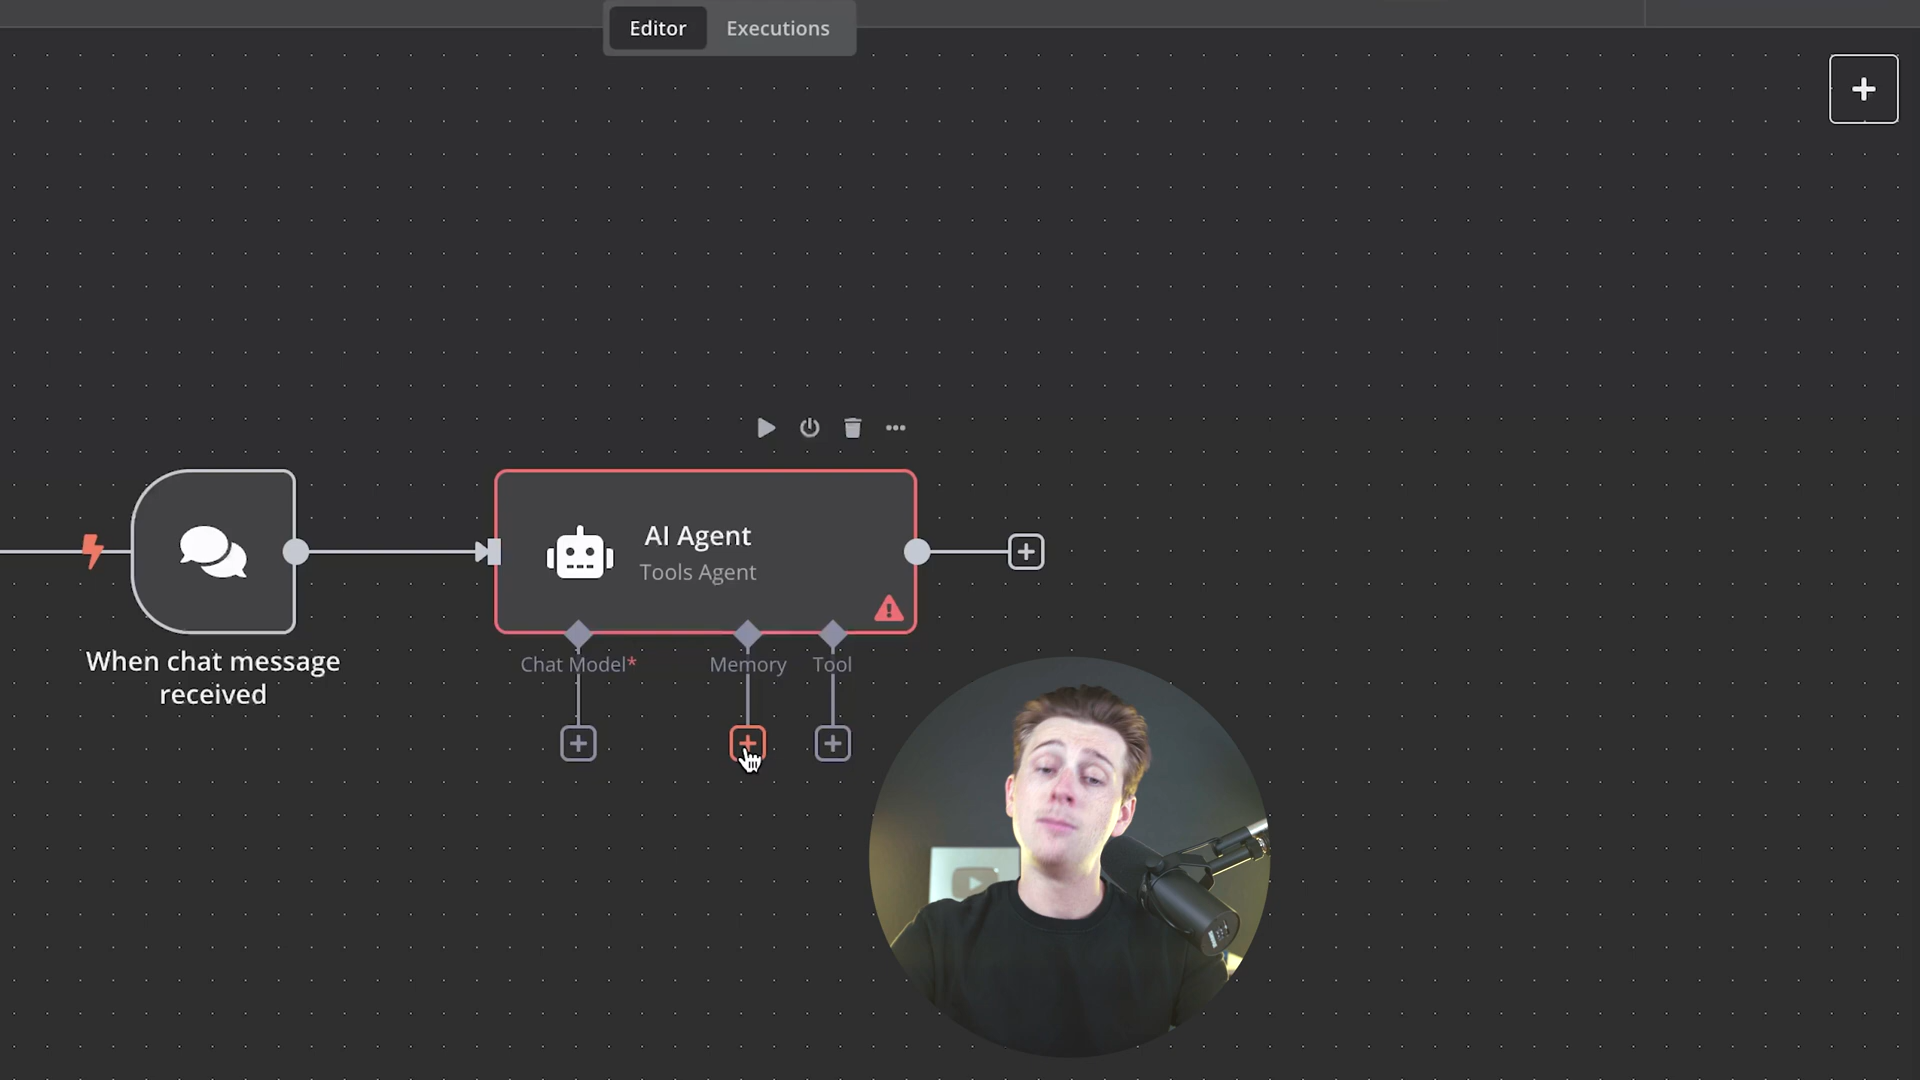 Editor
Executions
AI Agent
Tools Agent
Chat Model*
Memory
Tool
When chat message
received